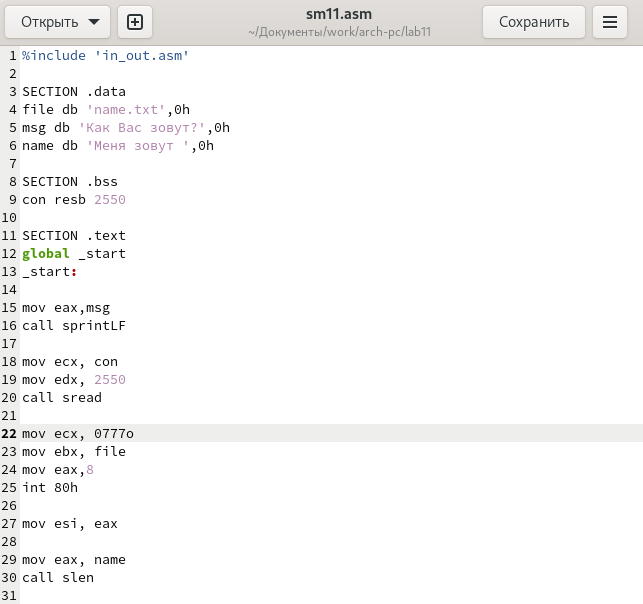 Открыть
sm11.asm
~/Документы/work/arch-pc/lab11
Сохранить
1 %include 'in_out.asm'
2
3 SECTION .data
4 file db 'name.txt',0h
5 msg db 'Как Вас зовут?',0h
6 name db 'Меня зовут ',0h
7
8 SECTION .bss
9 con resb 2550
10
11 SECTION .text
12 global _start
13 _start:
14
15 mov eax,msg
16 call sprintLF
17
18 mov ecx, con
19 mov edx, 2550
20 call sread
21
22 mov ecx, 0777o
23 mov ebx, file
24 mov eax,8
25 int 80h
26
27 mov esi, eax
28
29 mov eax, name
30 call slen
31